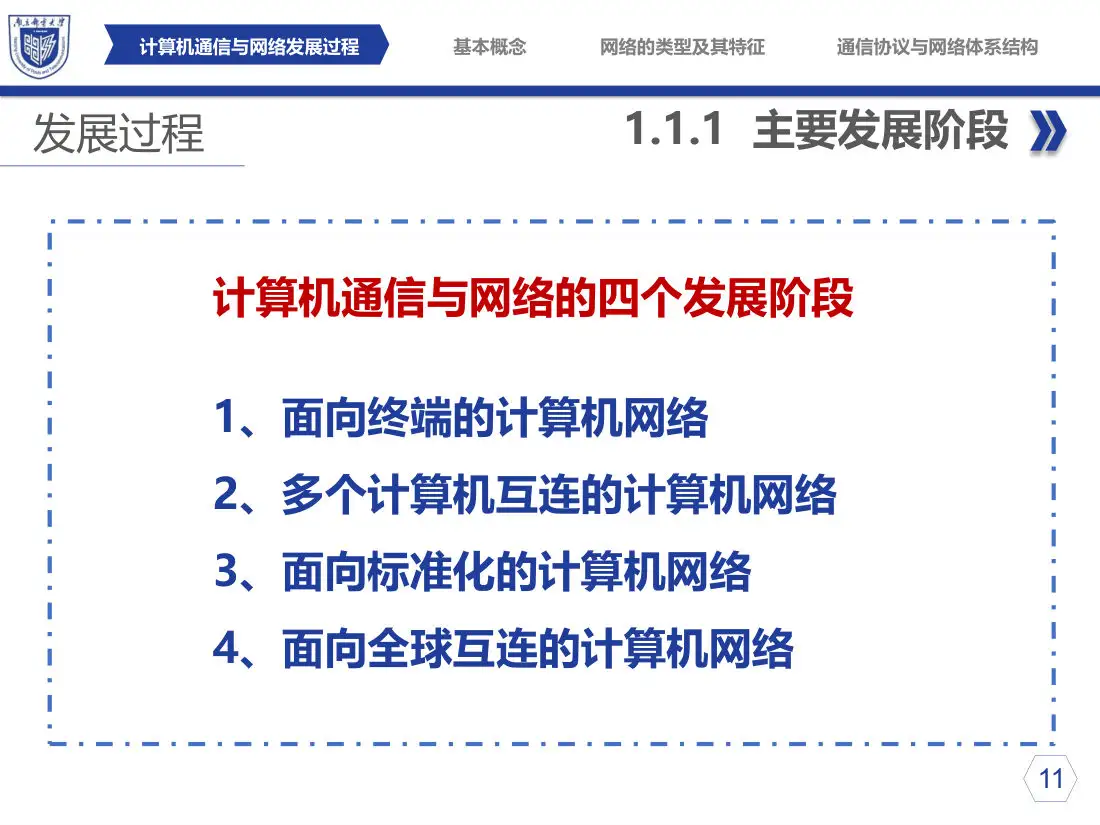 南京邮电大学
计算机通信与网络发展过程
基本概念
网络的类型及其特征
通信协议与网络体系结构
发展过程
1.1.1 主要发展阶段
计算机通信与网络的四个发展阶段
1、面向终端的计算机网络
2、多个计算机互连的计算机网络
3、面向标准化的计算机网络
4、面向全球互连的计算机网络
11